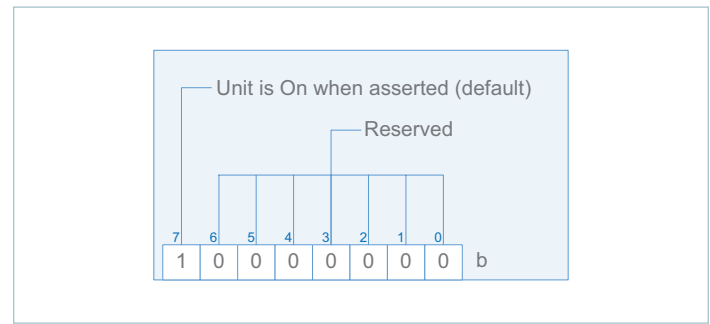 Unit is On when asserted (default)
Reserved
7 6 5 4 3 2 1 0
1 0 0 0 0 0 0 0 b